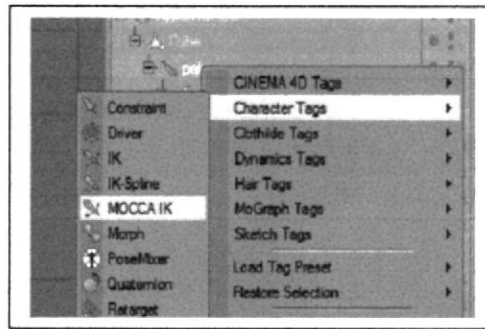 CINEMA 4D Tags
Character Tags
Clothilde Tags
Dynamics Tags
Hair Tags
MoGraph Tags
Sketch Tags
Load Tag Preset
Restore Selection
Constraint
Driver
IK
IK-Spline
MOCCA IK
Morph
PoseMixer
Quaternion
Retarget